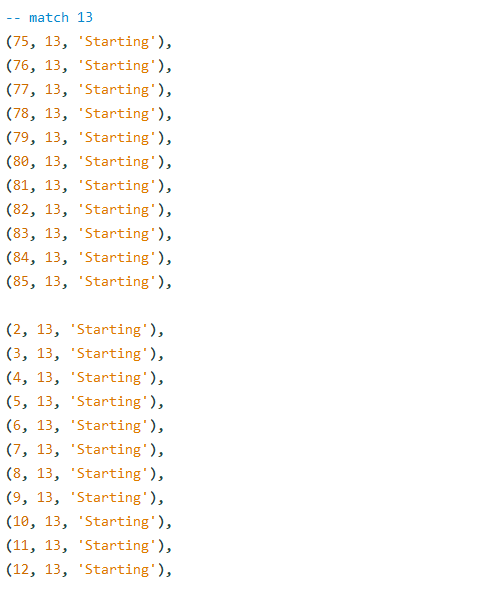 -- match 13
(75, 13, 'Starting'),
(76, 13, 'Starting'),
(77, 13, 'Starting'),
(78, 13, 'Starting'),
(79, 13, 'Starting'),
(80, 13, 'Starting'),
(81, 13, 'Starting'),
(82, 13, 'Starting'),
(83, 13, 'Starting'),
(84, 13, 'Starting'),
(85, 13, 'Starting'),

(2, 13, 'Starting'),
(3, 13, 'Starting'),
(4, 13, 'Starting'),
(5, 13, 'Starting'),
(6, 13, 'Starting'),
(7, 13, 'Starting'),
(8, 13, 'Starting'),
(9, 13, 'Starting'),
(10, 13, 'Starting'),
(11, 13, 'Starting'),
(12, 13, 'Starting'),